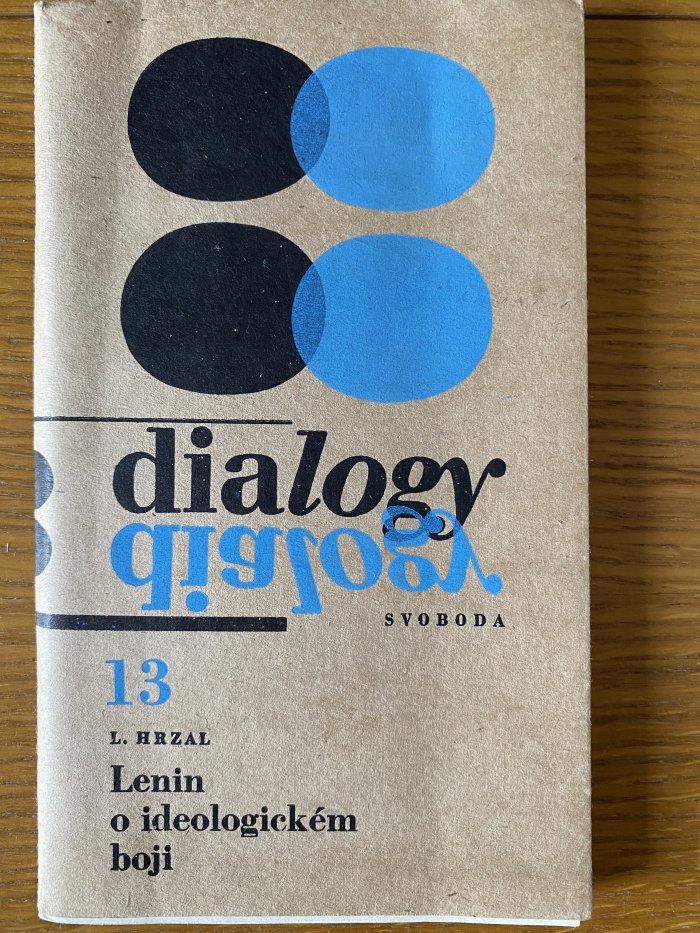 dialogy
dialogy
SVOBODA
13
L. HRZAL
Lenin
o ideologickém
boji